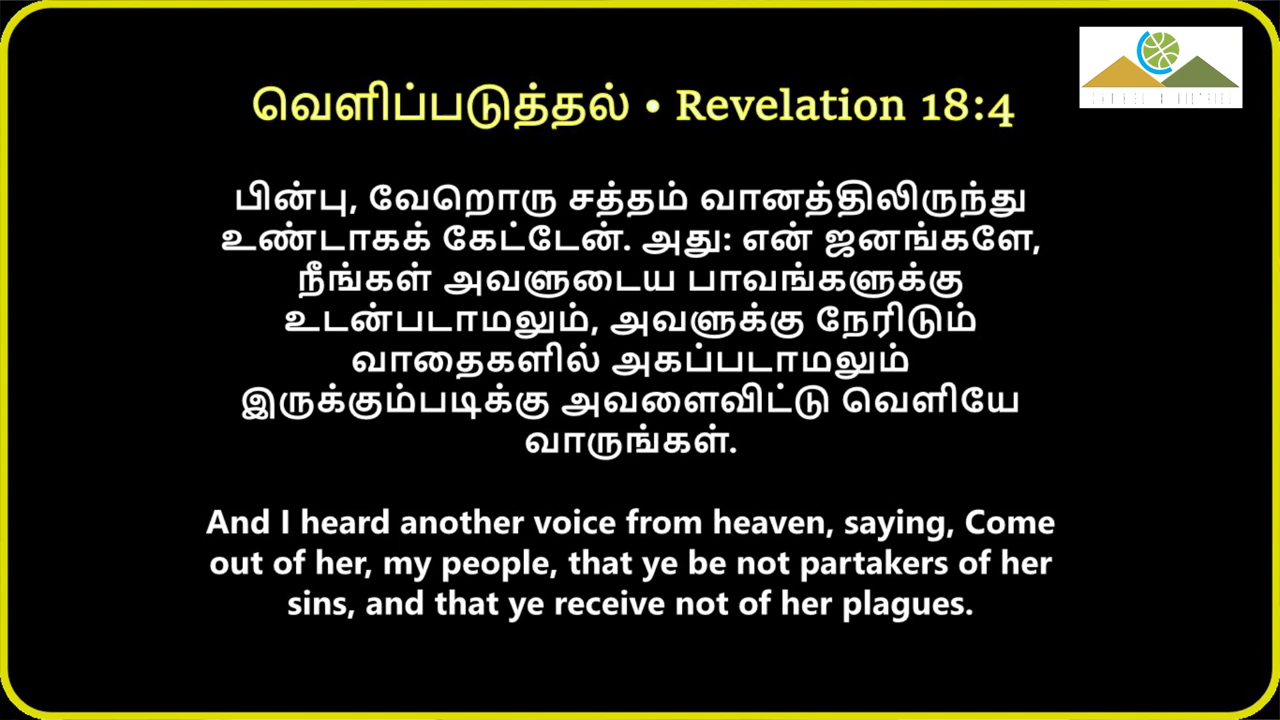 வெளிப்படுத்தல் • Revelation 18:4
பின்பு, வேறொரு சத்தம் வானத்திலிருந்து
உண்டாகக் கேட்டேன். அது: என் ஜனங்களே,
நீங்கள் அவளுடைய பாவங்களுக்கு
உடன்படாமலும், அவளுக்கு நேரிடும்
வாதைகளில் அகப்படாமலும்
இருக்கும்படிக்கு அவளைவிட்டு வெளியே
வாருங்கள்.
And I heard another voice from heaven, saying, Come
out of her, my people, that ye be not partakers of her
sins, and that ye receive not of her plagues.